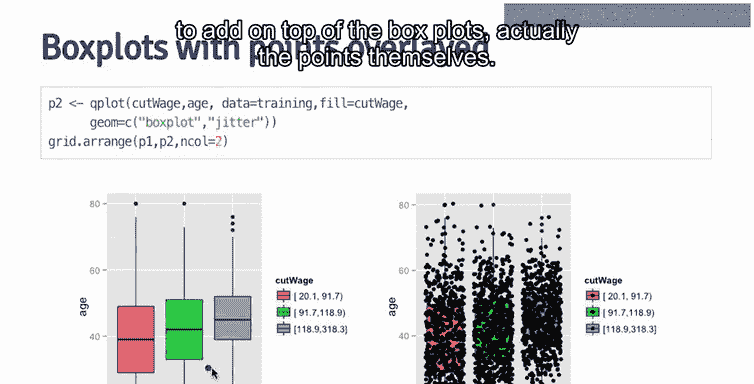 to add on top of the box plots, actually
the points themselves.
Boxplots with points overlayed
p2 <- qplot(cutWage,age, data=training,fill=cutWage,
geom=c("boxplot","jitter"))
grid.arrange(p1,p2,ncol=2)
80
60
40
age
cutWage
[ 20.1, 91.7)
[ 91.7,118.9)
[118.9,318.3]
80
60
40
age
cutWage
[ 20.1, 91.7)
[ 91.7,118.9)
[118.9,318.3]